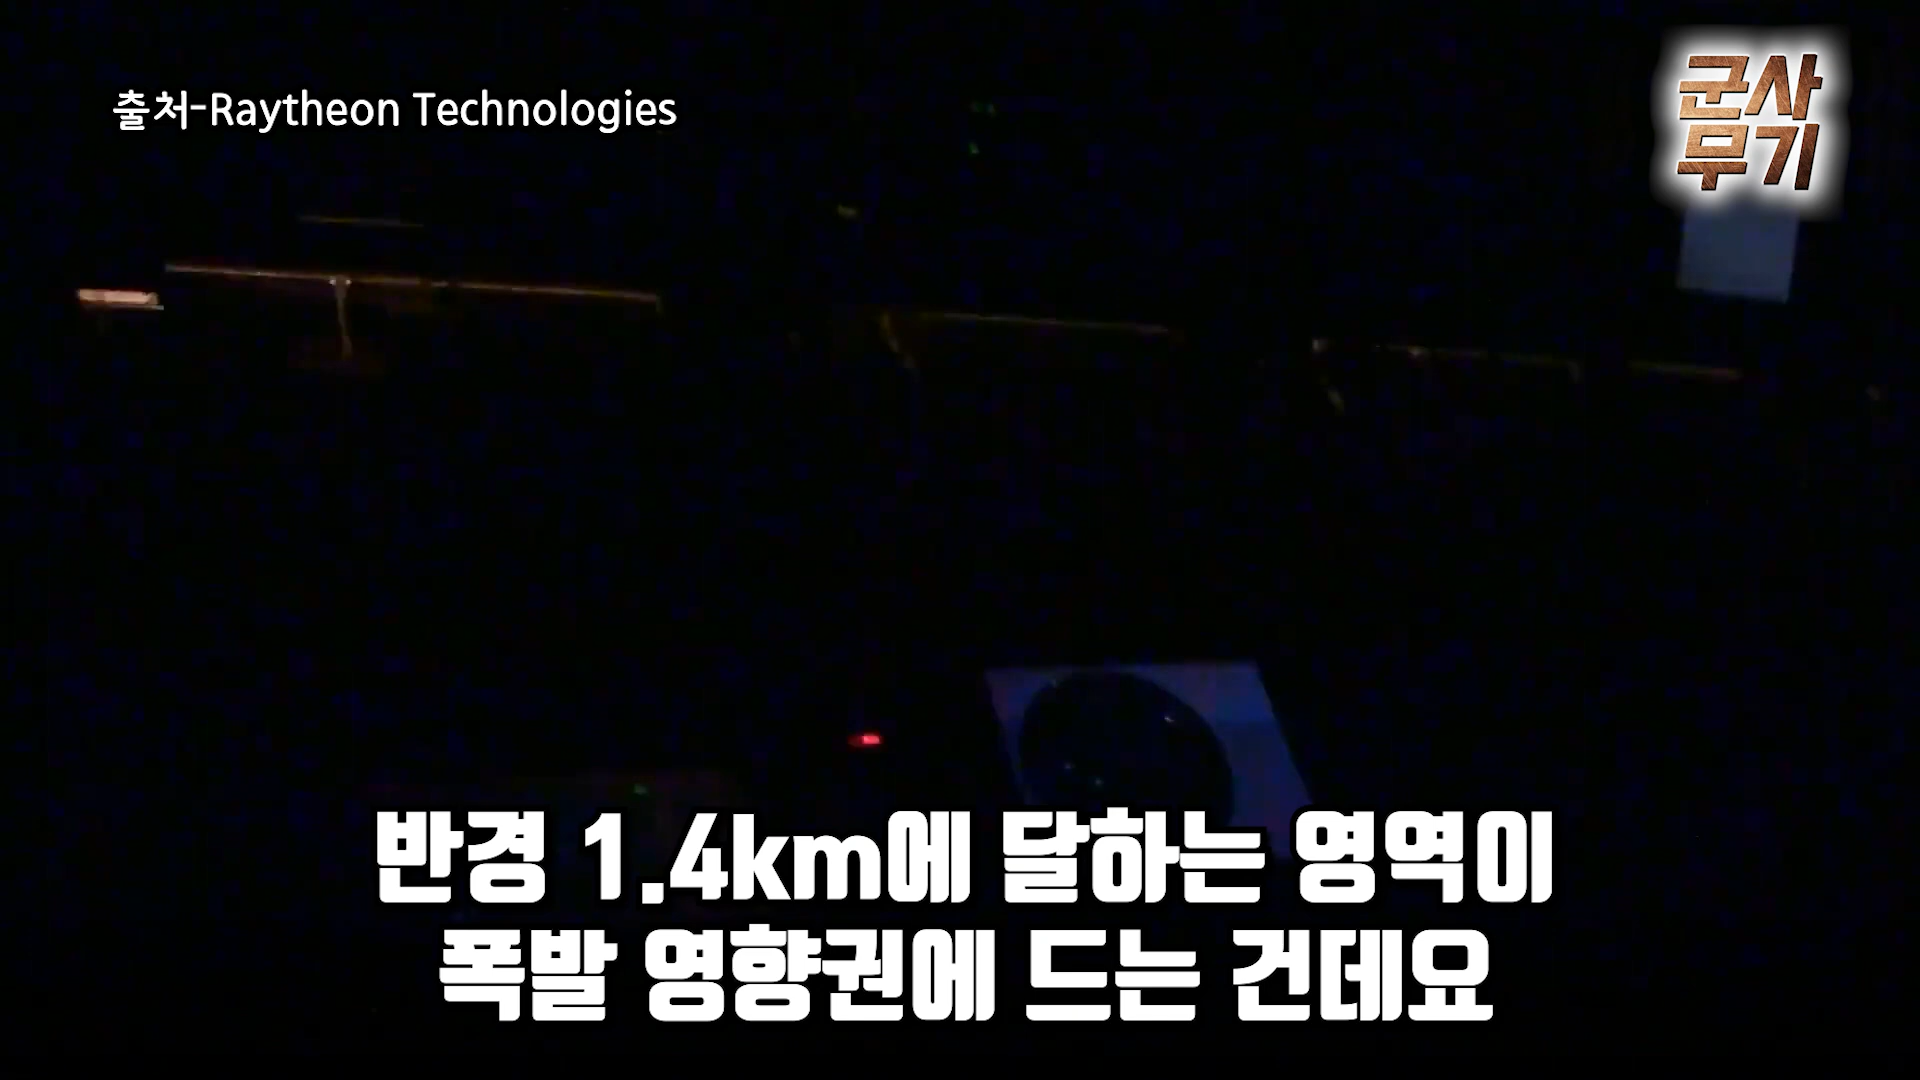 출처-Raytheon Technologies
군사
무기
반경 1.4km에 달하는 영역이
폭발 영향권에 드는 건데요